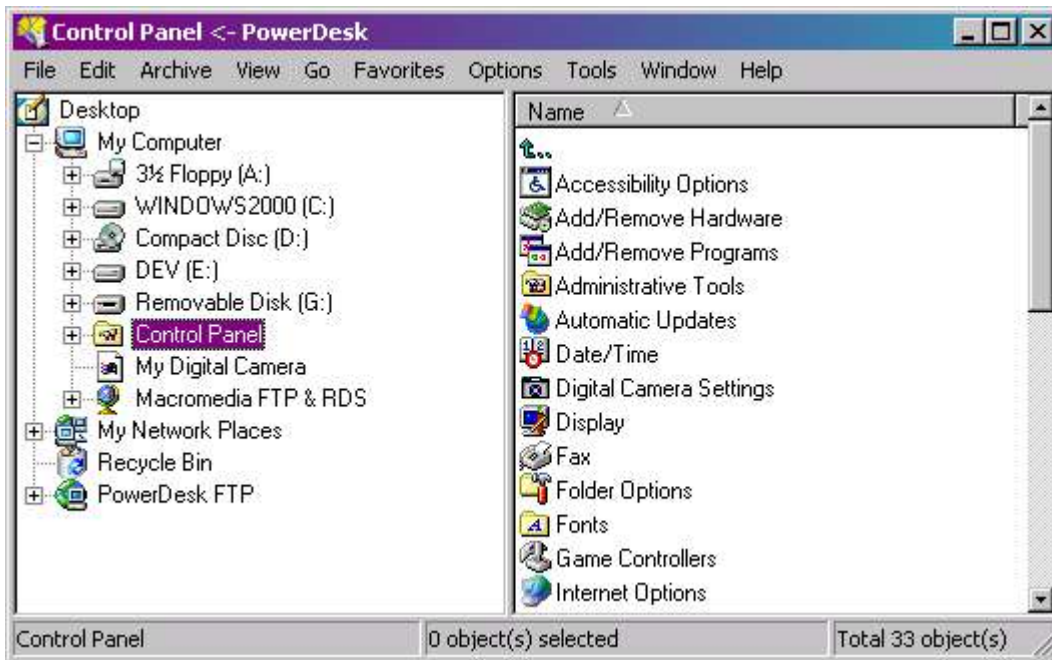 Control Panel <- PowerDesk
File Edit Archive View Go Favorites Options Tools Window Help
Desktop
My Computer
3½ Floppy (A:)
WINDOWS2000 (C:)
Compact Disc (D:)
DEV (E:)
Removable Disk (G:)
Control Panel
My Digital Camera
Macromedia FTP & RDS
My Network Places
Recycle Bin
PowerDesk FTP
Name
..
Accessibility Options
Add/Remove Hardware
Add/Remove Programs
Administrative Tools
Automatic Updates
Date/Time
Digital Camera Settings
Display
Fax
Folder Options
Fonts
Game Controllers
Internet Options
Control Panel
0 object(s) selected
Total 33 object(s)